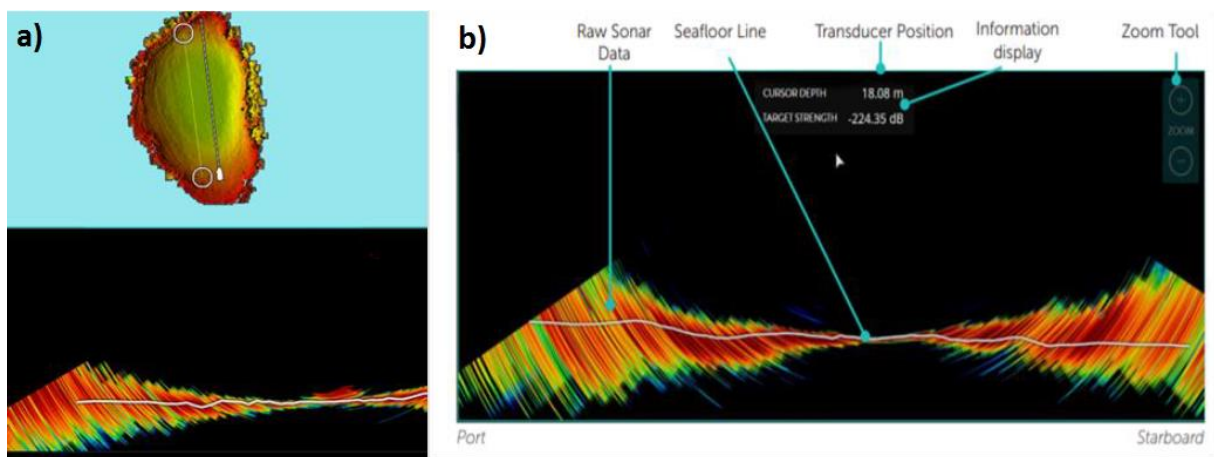 a)
b)
Raw Sonar
Data
Seafloor Line
Transducer Position
Information
display
Zoom Tool
CURSOR DEPTH 18.08 m
TARGET STRENGTH -224.35 dB
ZOOM
Port
Starboard